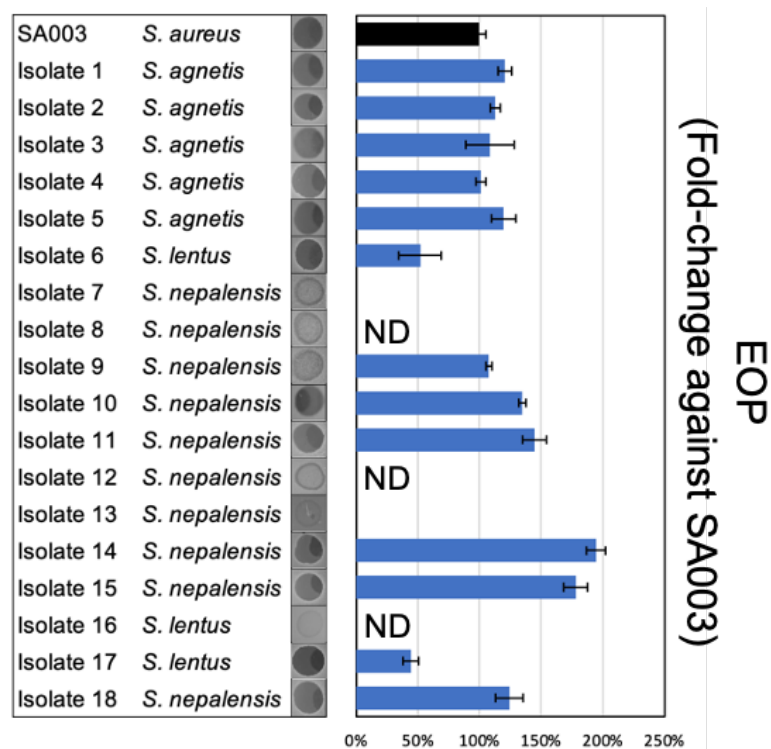 SA003 S. aureus
Isolate 1 S. agnetis
Isolate 2 S. agnetis
Isolate 3 S. agnetis
Isolate 4 S. agnetis
Isolate 5 S. agnetis
Isolate 6 S. lentus
Isolate 7 S. nepalensis
Isolate 8 S. nepalensis ND
Isolate 9 S. nepalensis
Isolate 10 S. nepalensis
Isolate 11 S. nepalensis
Isolate 12 S. nepalensis ND
Isolate 13 S. nepalensis
Isolate 14 S. nepalensis
Isolate 15 S. nepalensis
Isolate 16 S. lentus ND
Isolate 17 S. lentus
Isolate 18 S. nepalensis
0% 50% 100% 150% 200% 250%
EOP
(Fold-change against SA003)